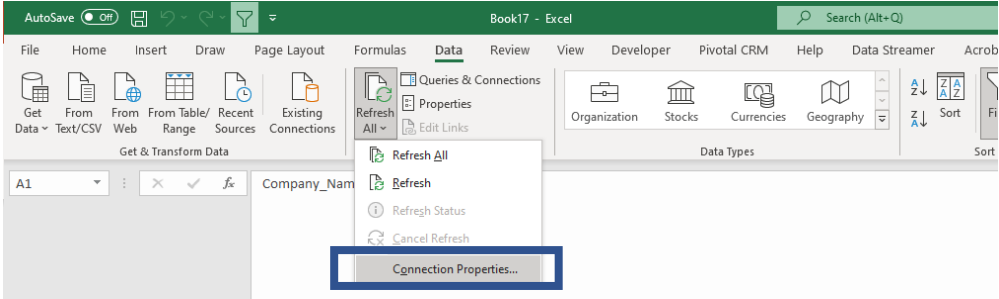 AutoSave Off Book17 - Excel Search (Alt+Q)
File Home Insert Draw Page Layout Formulas Data Review View Developer Pivotal CRM Help Data Streamer Acrob
Get Data From Text/CSV From Web From Table/ Range Recent Sources Existing Connections
Get & Transform Data
Refresh All
Queries & Connections
Properties
Edit Links
Organization Stocks Currencies Geography
Data Types
A Z Z A Z A A Z Sort Fi
Sort
Refresh All
Refresh
Refresh Status
Cancel Refresh
Connection Properties...
A1 fx Company_Nam